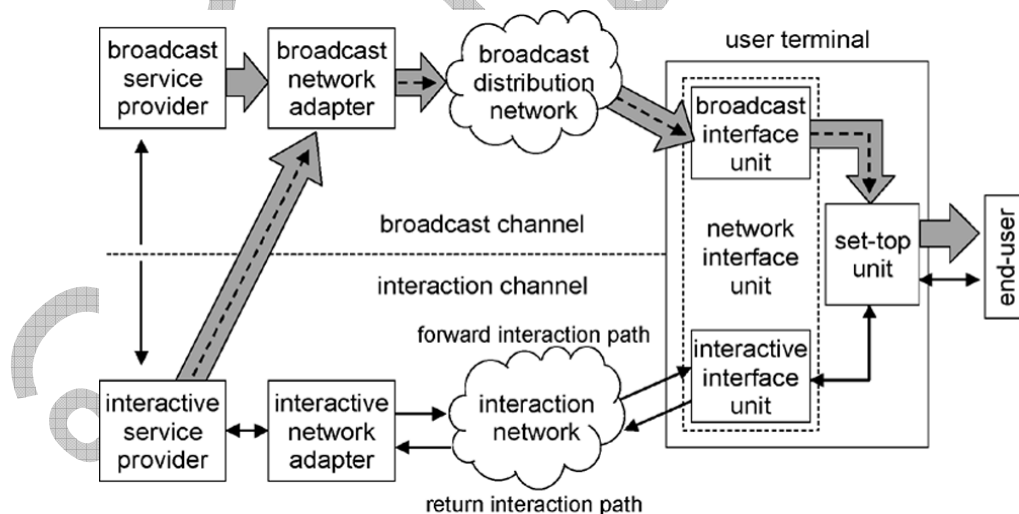 broadcast
service
provider
broadcast
network
adapter
broadcast
distribution
network
user terminal
broadcast
interface
unit
broadcast channel
network
interface
unit
set-top
unit
end-user
interaction channel
forward interaction path
interactive
service
provider
interactive
network
adapter
interaction
network
interactive
interface
unit
return interaction path